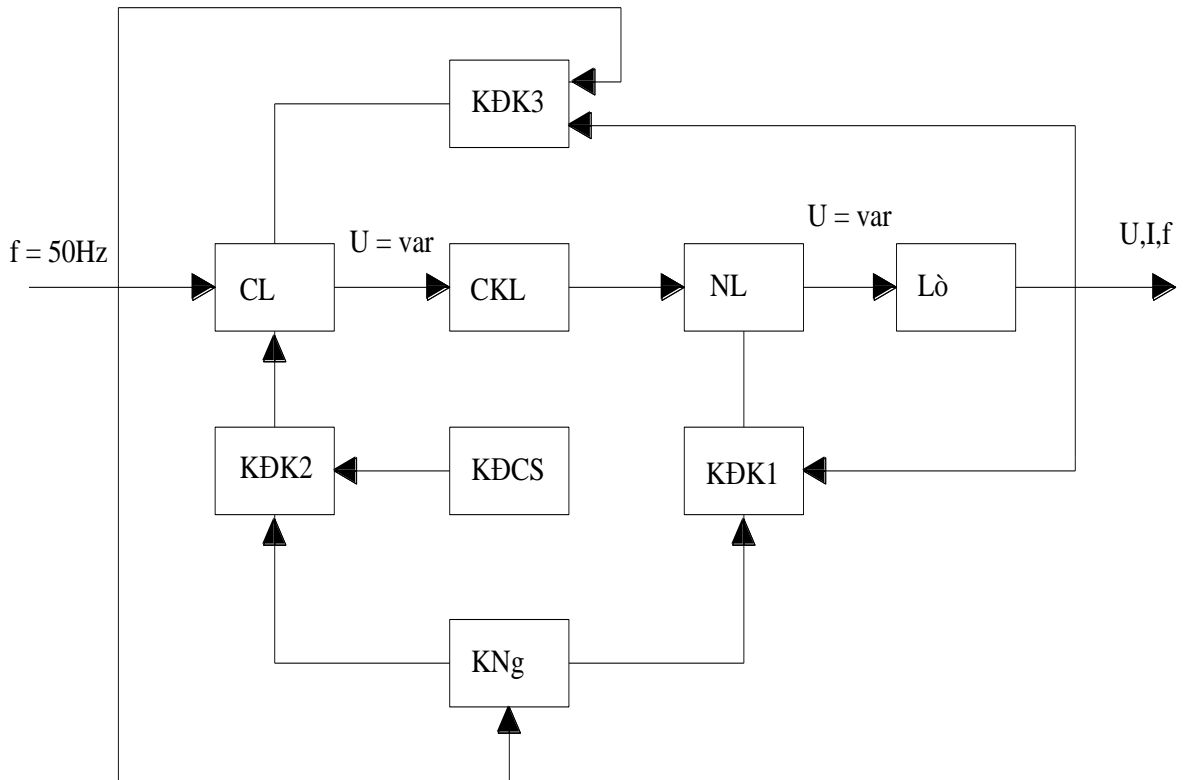 KĐK3
f = 50Hz
U = var
U = var
U,I,f
CL
CKL
NL
Lò
KĐK2
KĐCS
KĐK1
KNg